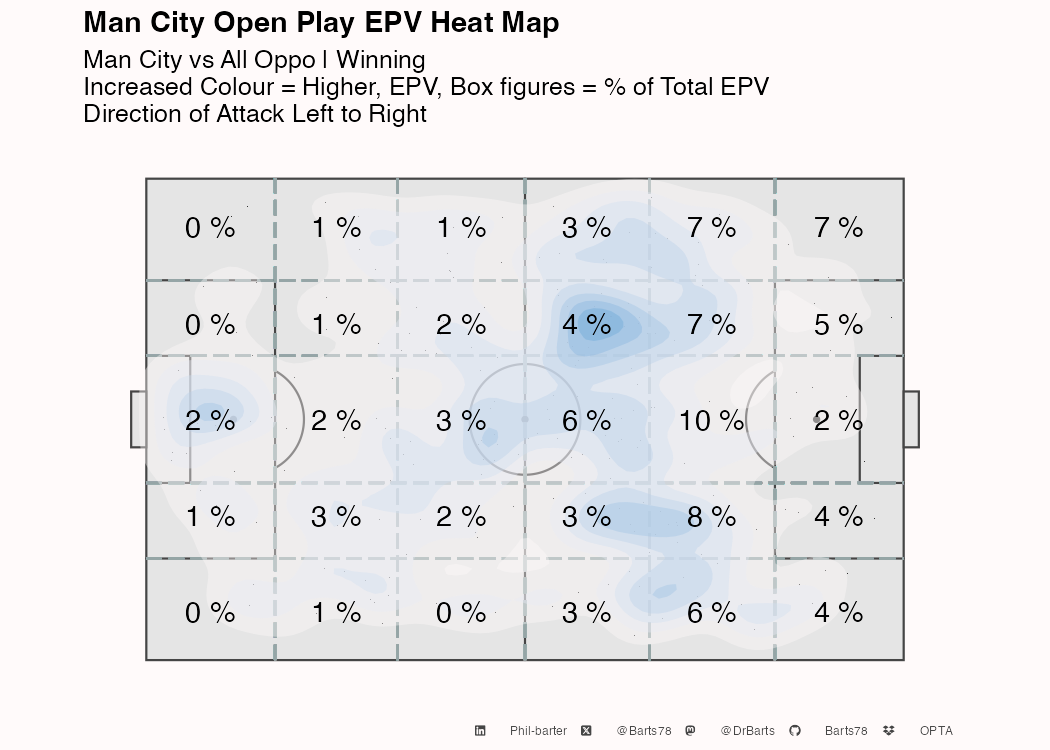 Man City Open Play EPV Heat Map
Man City vs All Oppo | Winning
Increased Colour = Higher, EPV, Box figures = % of Total EPV
Direction of Attack Left to Right
0 % 1 % 1 % 3 % 7 % 7 %
0 % 1 % 2 % 4 % 7 % 5 %
2 % 2 % 3 % 6 % 10 % 2 %
1 % 3 % 2 % 3 % 8 % 4 %
0 % 1 % 0 % 3 % 6 % 4 %
Phil-barter @Barts78 @DrBarts Barts78 OPTA